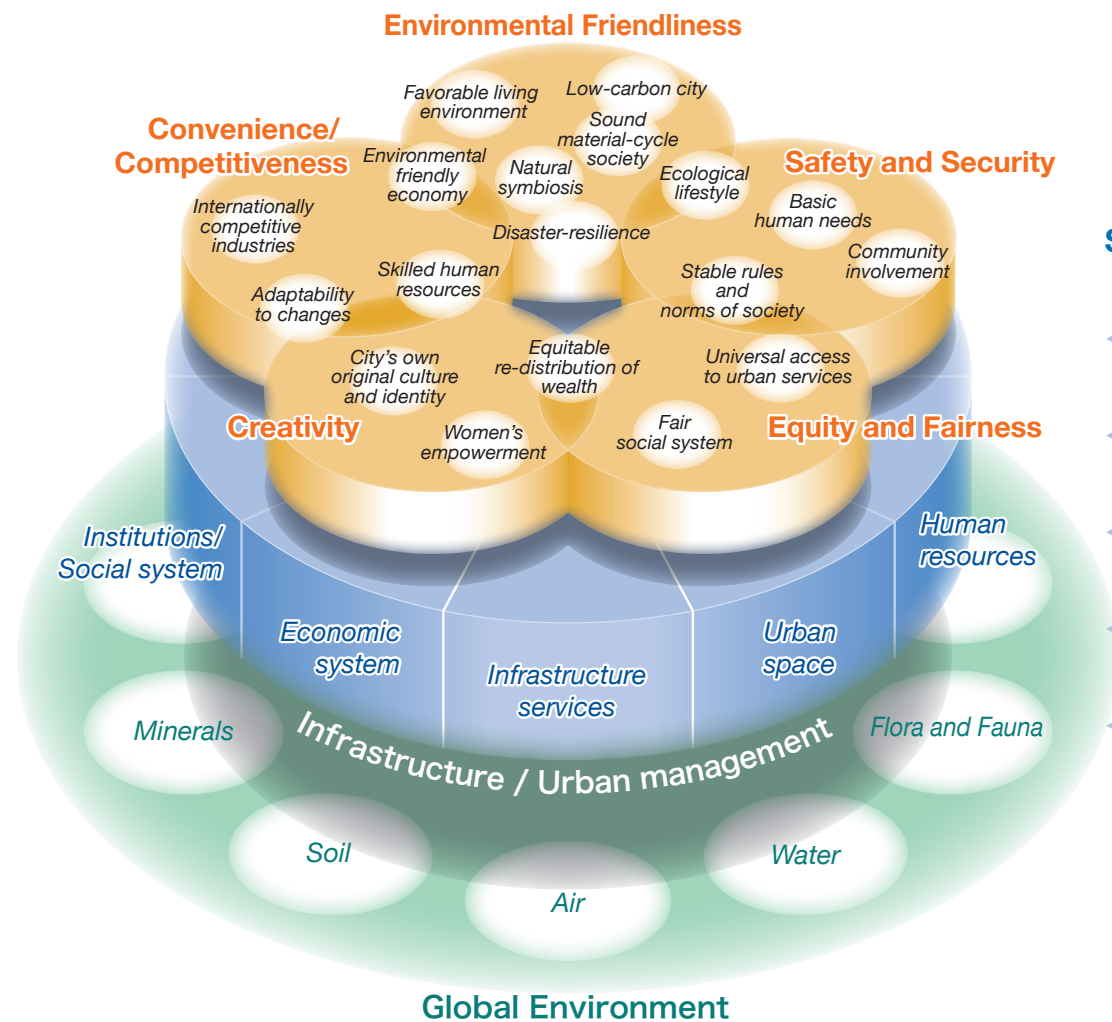 Environmental Friendliness
Favorable living
environment
Low-carbon city
Sound
material-cycle
society
Convenience/
Competitiveness
Environmental
friendly
economy
Natural
symbiosis
Ecological
lifestyle
Safety and Security
Internationally
competitive
industries
Basic
human needs
Disaster-resilience
Community
involvement
Skilled human
resources
Stable rules
and
norms of society
Adaptability
to changes
City's own
original culture
and identity
Equitable
re-distribution of
wealth
Universal access
to urban services
Creativity
Women's
empowerment
Fair
social system
Equity and Fairness
Institutions/
Social system
Human
resources
Economic
system
Infrastructure
services
Urban
space
Minerals
Infrastructure / Urban management
Flora and Fauna
Soil
Air
Water
Global Environment
S